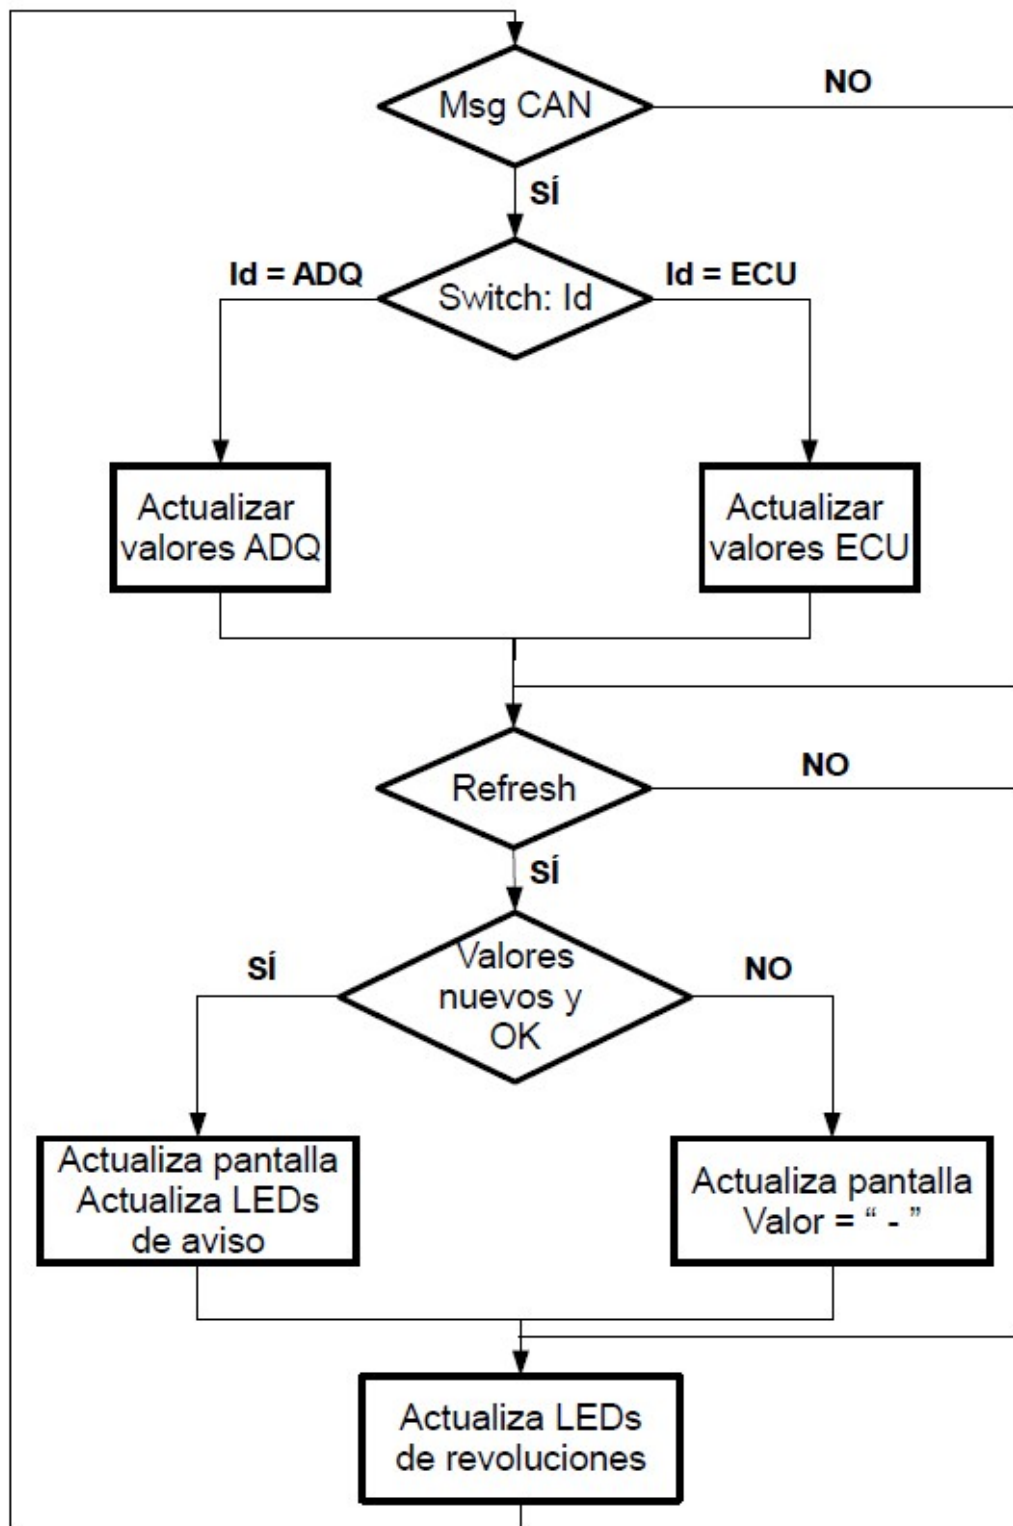 Msg CAN
NO
SÍ
Id = ADQ
Switch: Id
Id = ECU
Actualizar
valores ADQ
Actualizar
valores ECU
Refresh
NO
SÍ
Valores
nuevos y
OK
SÍ
NO
Actualiza pantalla
Actualiza LEDs
de aviso
Actualiza pantalla
Valor = “ - ”
Actualiza LEDs
de revoluciones